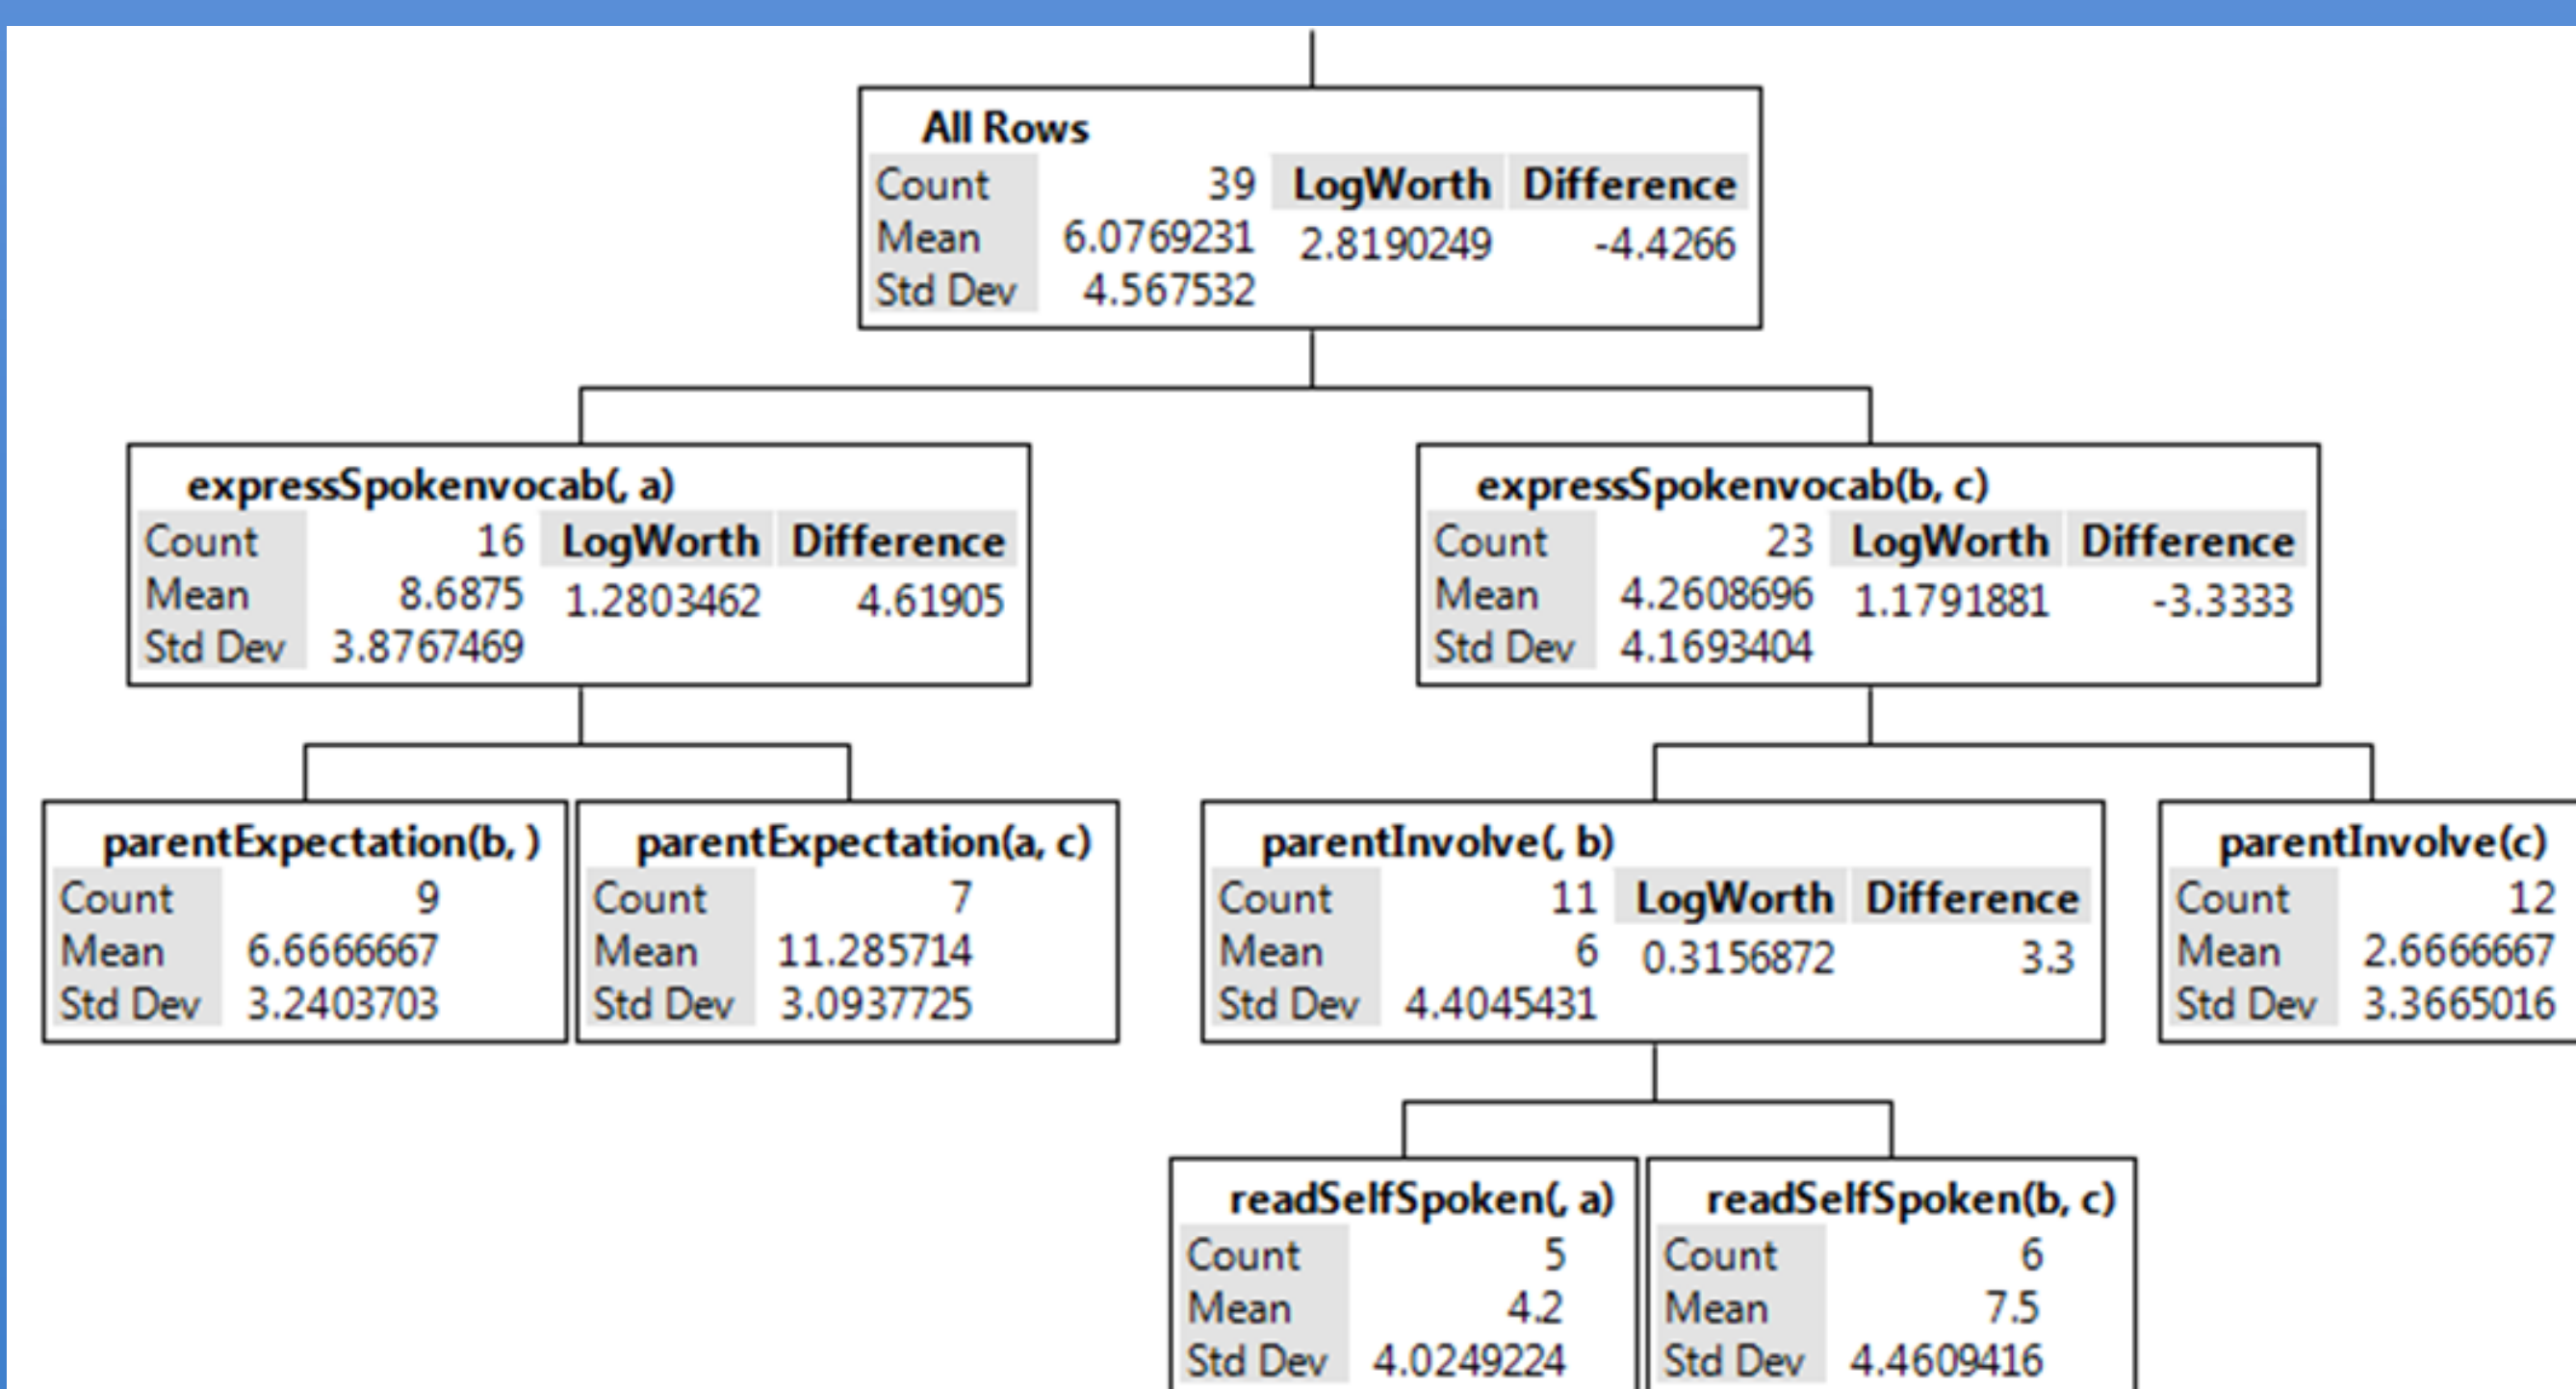 All Rows
Count 39 LogWorth Difference
Mean 6.0769231 2.8190249 -4.4266
Std Dev 4.567532
expressSpokenvocab(, a)
Count 16 LogWorth Difference
Mean 8.6875 1.2803462 4.61905
Std Dev 3.8767469
expressSpokenvocab(b, c)
Count 23 LogWorth Difference
Mean 4.2608696 1.1791881 -3.3333
Std Dev 4.1693404
parentExpectation(b, )
Count 9
Mean 6.6666667
Std Dev 3.2403703
parentExpectation(a, c)
Count 7
Mean 11.285714
Std Dev 3.0937725
parentInvolve(, b)
Count 11 LogWorth Difference
Mean 6 0.3156872 3.3
Std Dev 4.4045431
parentInvolve(c)
Count 12
Mean 2.6666667
Std Dev 3.3665016
readSelfSpoken(, a)
Count 5
Mean 4.2
Std Dev 4.0249224
readSelfSpoken(b, c)
Count 6
Mean 7.5
Std Dev 4.4609416